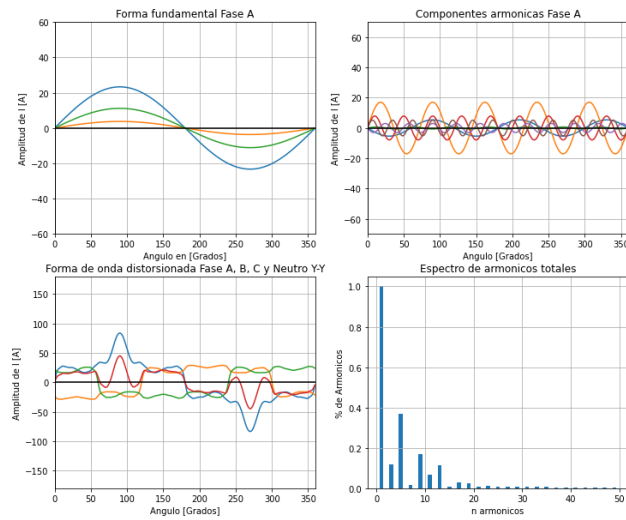 Forma fundamental Fase A
60
40
20
0
−20
−40
−60
Amplitud de I [A]
0 50 100 150 200 250 300 350
Angulo en [Grados]
Componentes armonicas Fase A
60
40
20
0
−20
−40
−60
Amplitud de I [A]
0 50 100 150 200 250 300 350
Angulo [Grados]
Forma de onda distorsionada Fase A, B, C y Neutro Y-Y
150
100
50
0
−50
−100
−150
Amplitud de I [A]
0 50 100 150 200 250 300 350
Angulo [Grados]
Espectro de armonicos totales
1.0
0.8
0.6
0.4
0.2
0.0
% de Armonicos
0 10 20 30 40 50
n armonicos